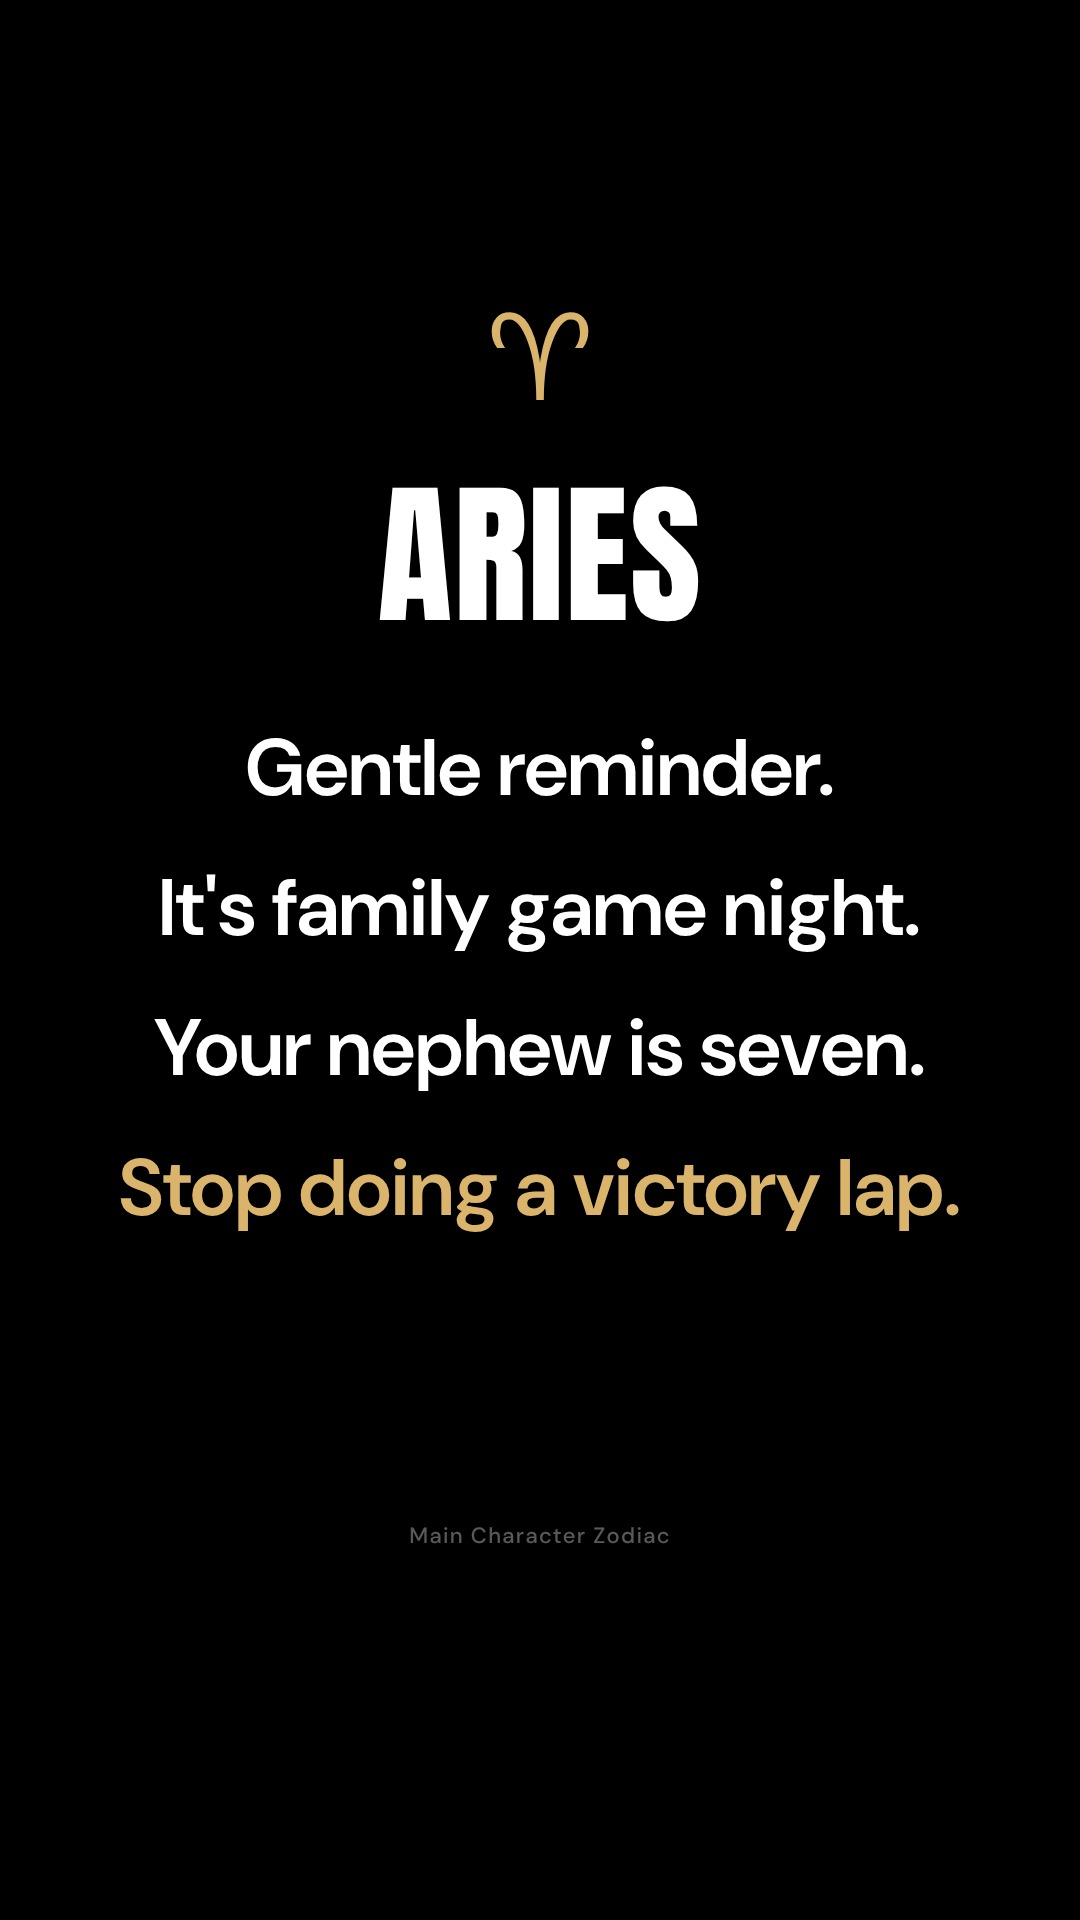 ♈
ARIES
Gentle reminder.
It's family game night.
Your nephew is seven.
Stop doing a victory lap.
Main Character Zodiac